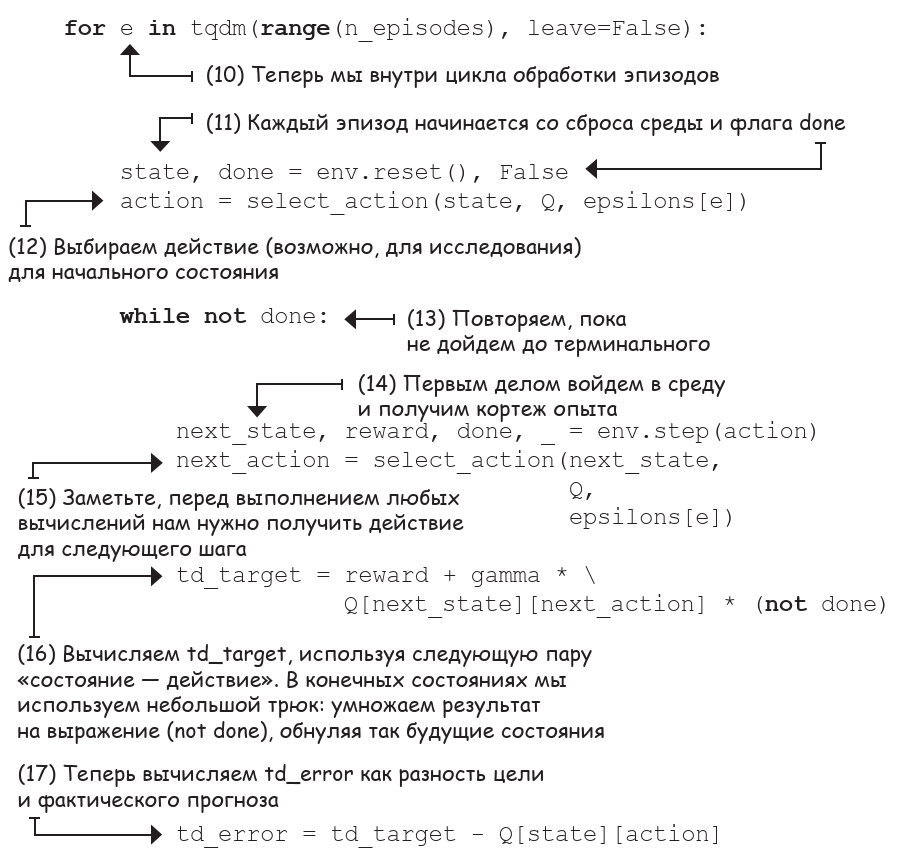 for e in tqdm(range(n_episodes), leave=False):
(10) Теперь мы внутри цикла обработки эпизодов
(11) Каждый эпизод начинается со сброса среды и флага done
state, done = env.reset(), False
action = select_action(state, Q, epsilons[e])
(12) Выбираем действие (возможно, для исследования)
для начального состояния
while not done:
(13) Повторяем, пока
не дойдем до терминального
(14) Первым делом войдем в среду
и получим кортеж опыта
next_state, reward, done, _ = env.step(action)
next_action = select_action(next_state,
Q,
epsilons[e])
(15) Заметьте, перед выполнением любых
вычислений нам нужно получить действие
для следующего шага
td_target = reward + gamma * \
Q[next_state][next_action] * (not done)
(16) Вычисляем td_target, используя следующую пару
«состояние — действие». В конечных состояниях мы
используем небольшой трюк: умножаем результат
на выражение (not done), обнуляя так будущие состояния
(17) Теперь вычисляем td_error как разность цели
и фактического прогноза
td_error = td_target - Q[state][action]